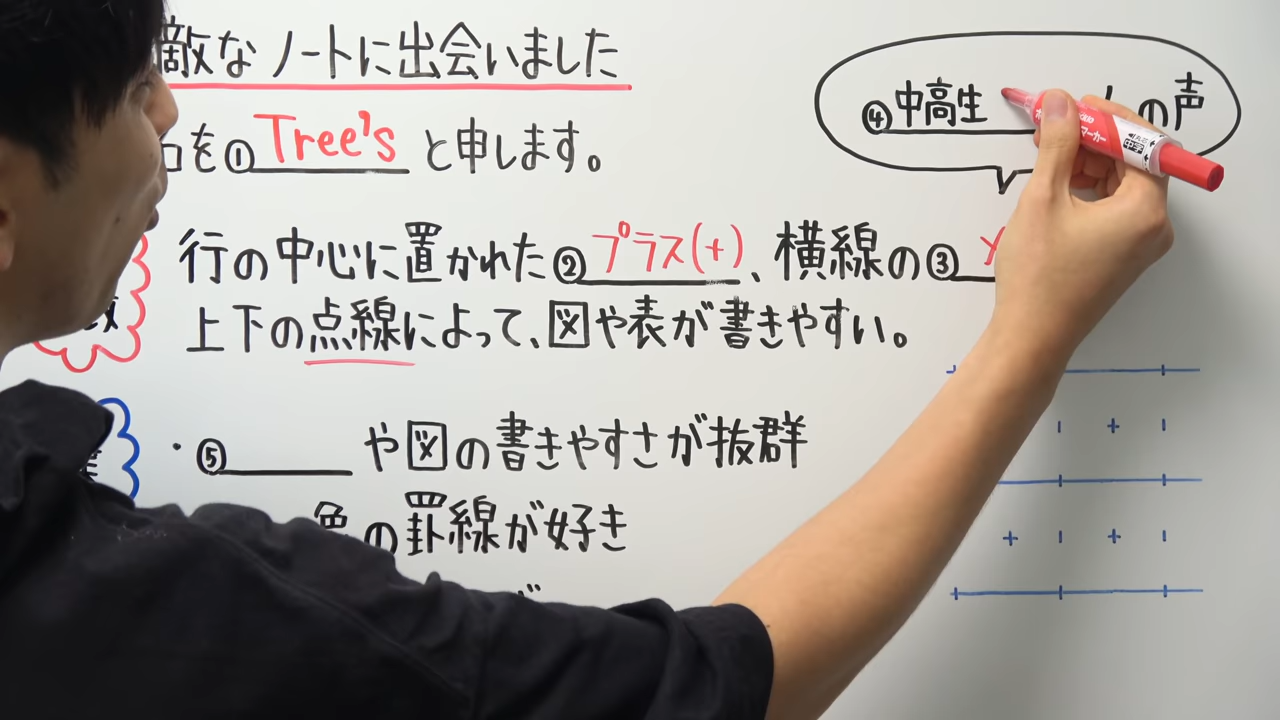 敵なノートに出会いました
を①Tree's と申します。
④中高生 の声
行の中心に置かれた②プラス(+)、横線の③
上下の点線によって、図や表が書きやすい。
・⑤ や図の書きやすさが抜群
色の罫線が好き